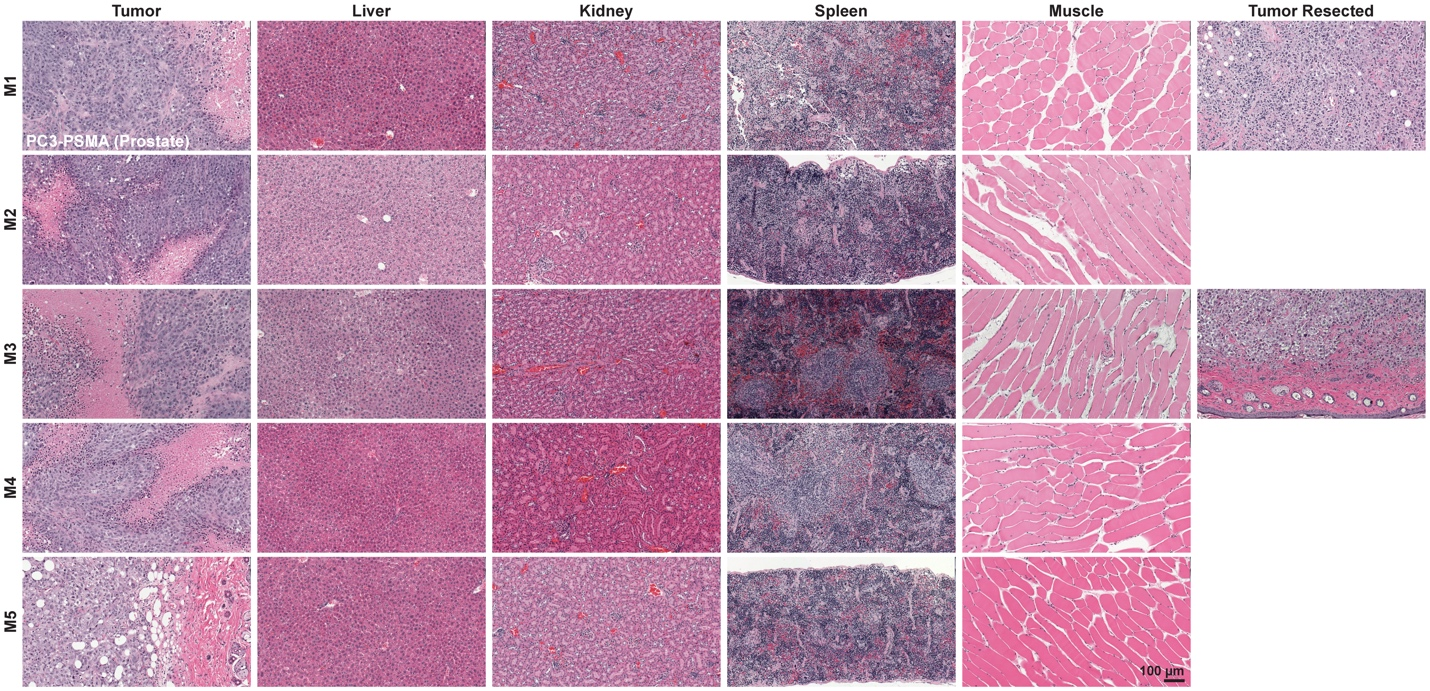 Tumor Liver Kidney Spleen Muscle Tumor Resected
M1
PC3-PSMA (Prostate)
M2
M3
M4
M5
100 µm